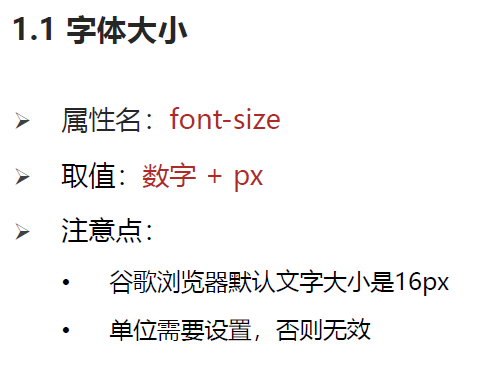 1.1 字体大小
➢ 属性名：font-size
➢ 取值：数字 + px
➢ 注意点：
• 谷歌浏览器默认文字大小是16px
• 单位需要设置，否则无效